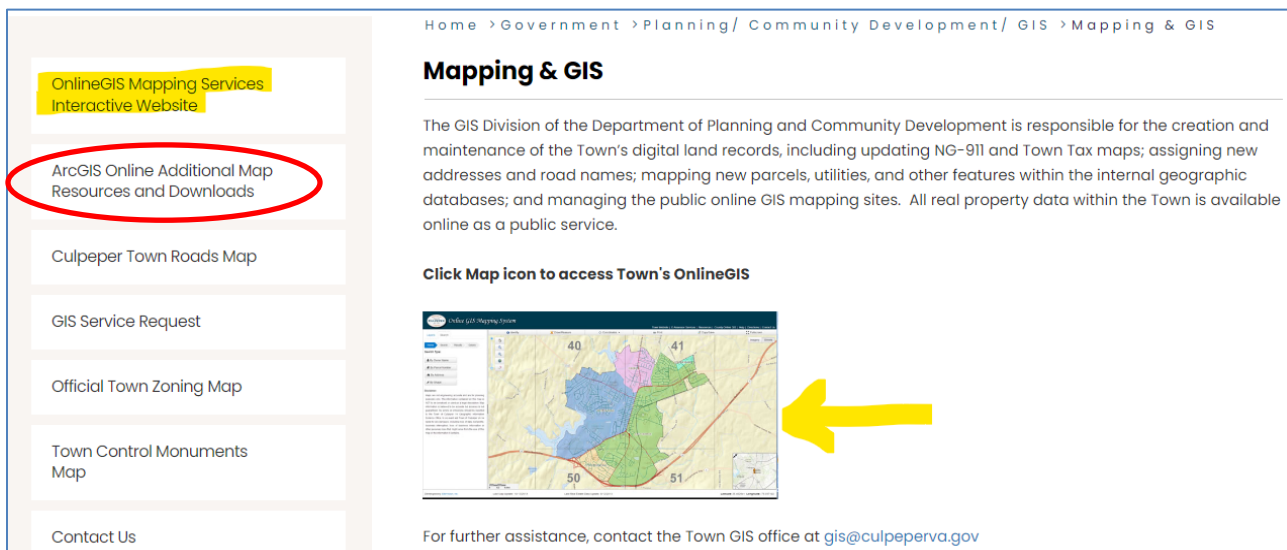 Home >Government >Planning/ Community Development/ GIS >Mapping & GIS
OnlineGIS Mapping Services
Interactive Website
ArcGIS Online Additional Map
Resources and Downloads
Culpeper Town Roads Map
GIS Service Request
Official Town Zoning Map
Town Control Monuments
Map
Contact Us
Mapping & GIS
The GIS Division of the Department of Planning and Community Development is responsible for the creation and
maintenance of the Town's digital land records, including updating NG-911 and Town Tax maps; assigning new
addresses and road names; mapping new parcels, utilities, and other features within the internal geographic
databases; and managing the public online GIS mapping sites.  All real property data within the Town is available
online as a public service.
Click Map icon to access Town's OnlineGIS
Online GIS Mapping System
40
41
50
51
For further assistance, contact the Town GIS office at gis@culpeperva.gov